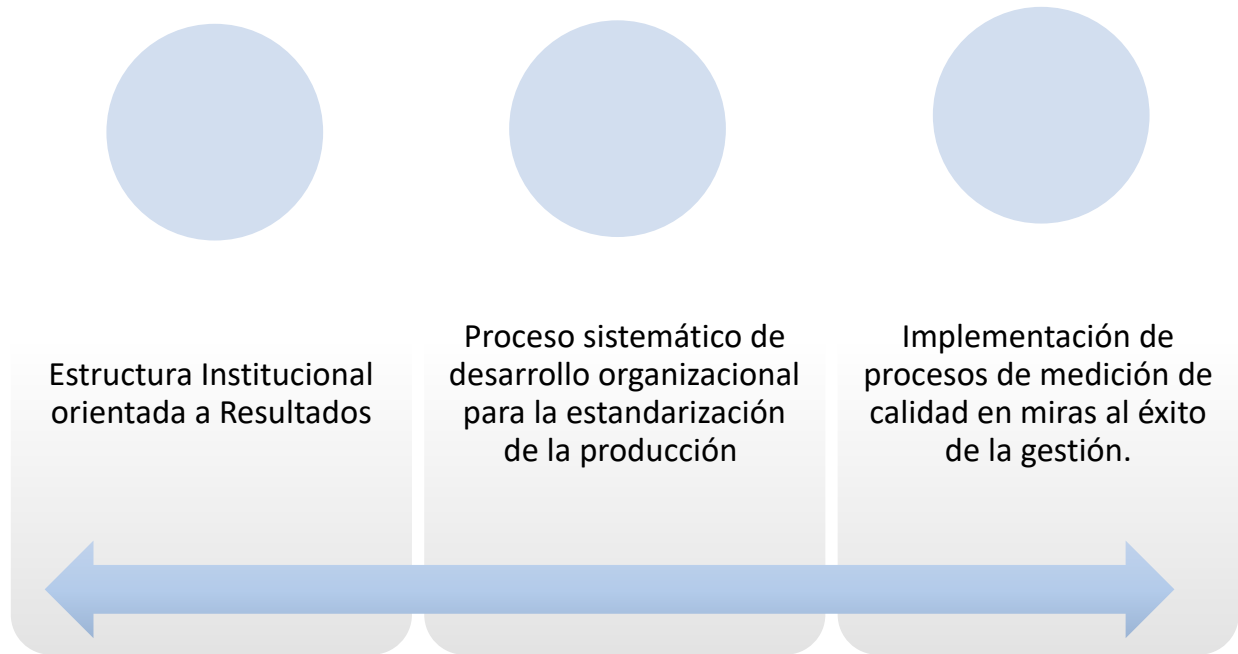 Estructura Institucional
orientada a Resultados
Proceso sistemático de
desarrollo organizacional
para la estandarización
de la producción
Implementación de
procesos de medición de
calidad en miras al éxito
de la gestión.